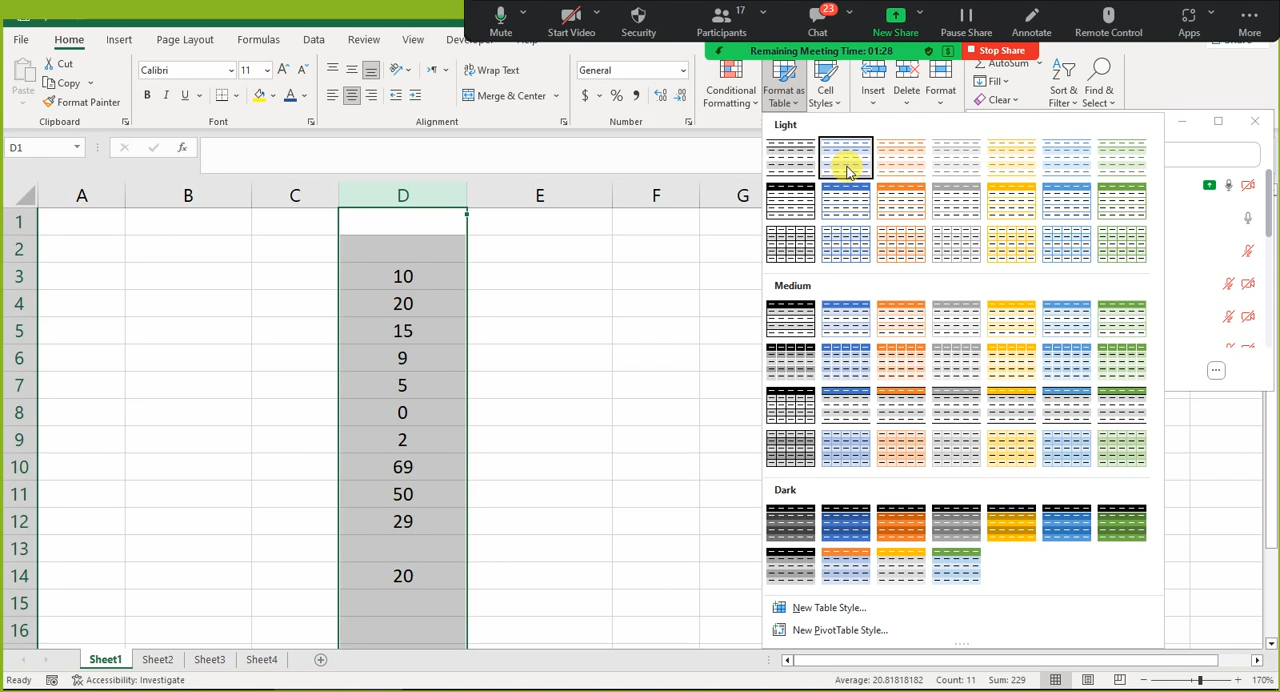 Mute
Start Video
Security
Participants 17
Chat 23
New Share
Pause Share
Annotate
Remote Control
Apps
More
Remaining Meeting Time: 01:28
$
Stop Share
File
Home
Insert
Page Layout
Formulas
Data
Review
View
Paste
Cut
Copy
Format Painter
Clipboard
Calibri
11
A A
B I U
A
Font
Wrap Text
Merge & Center
Alignment
General
$ % ,
Number
Conditional
Formatting
Format as
Table
Cell
Styles
Insert
Delete
Format
AutoSum
Fill
Clear
Sort &
Filter
Find &
Select
D1
fx
A B C D E F G
1
2
3 10
4 20
5 15
6 9
7 5
8 0
9 2
10 69
11 50
12 29
13
14 20
15
16
Light
Medium
Dark
New Table Style...
New PivotTable Style...
Sheet1
Sheet2
Sheet3
Sheet4
Ready
Accessibility: Investigate
Average: 20.81818182
Count: 11
Sum: 229
170%